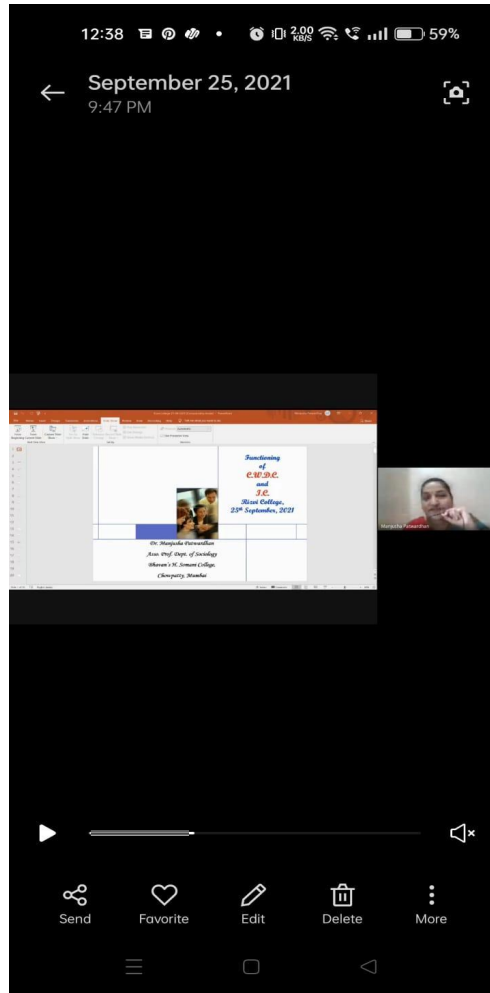 12:38
2.00
KB/S
59%
September 25, 2021
9:47 PM
Functioning
of
C.W.D.C.
and
I.C.
Rizvi College,
25th September, 2021
Dr. Manjusha Patwardhan
Asso. Prof. Dept. of Sociology
Bhavan's H. Somani College,
Chowpatty, Mumbai
Manjusha Patwardhan
Send
Favorite
Edit
Delete
More